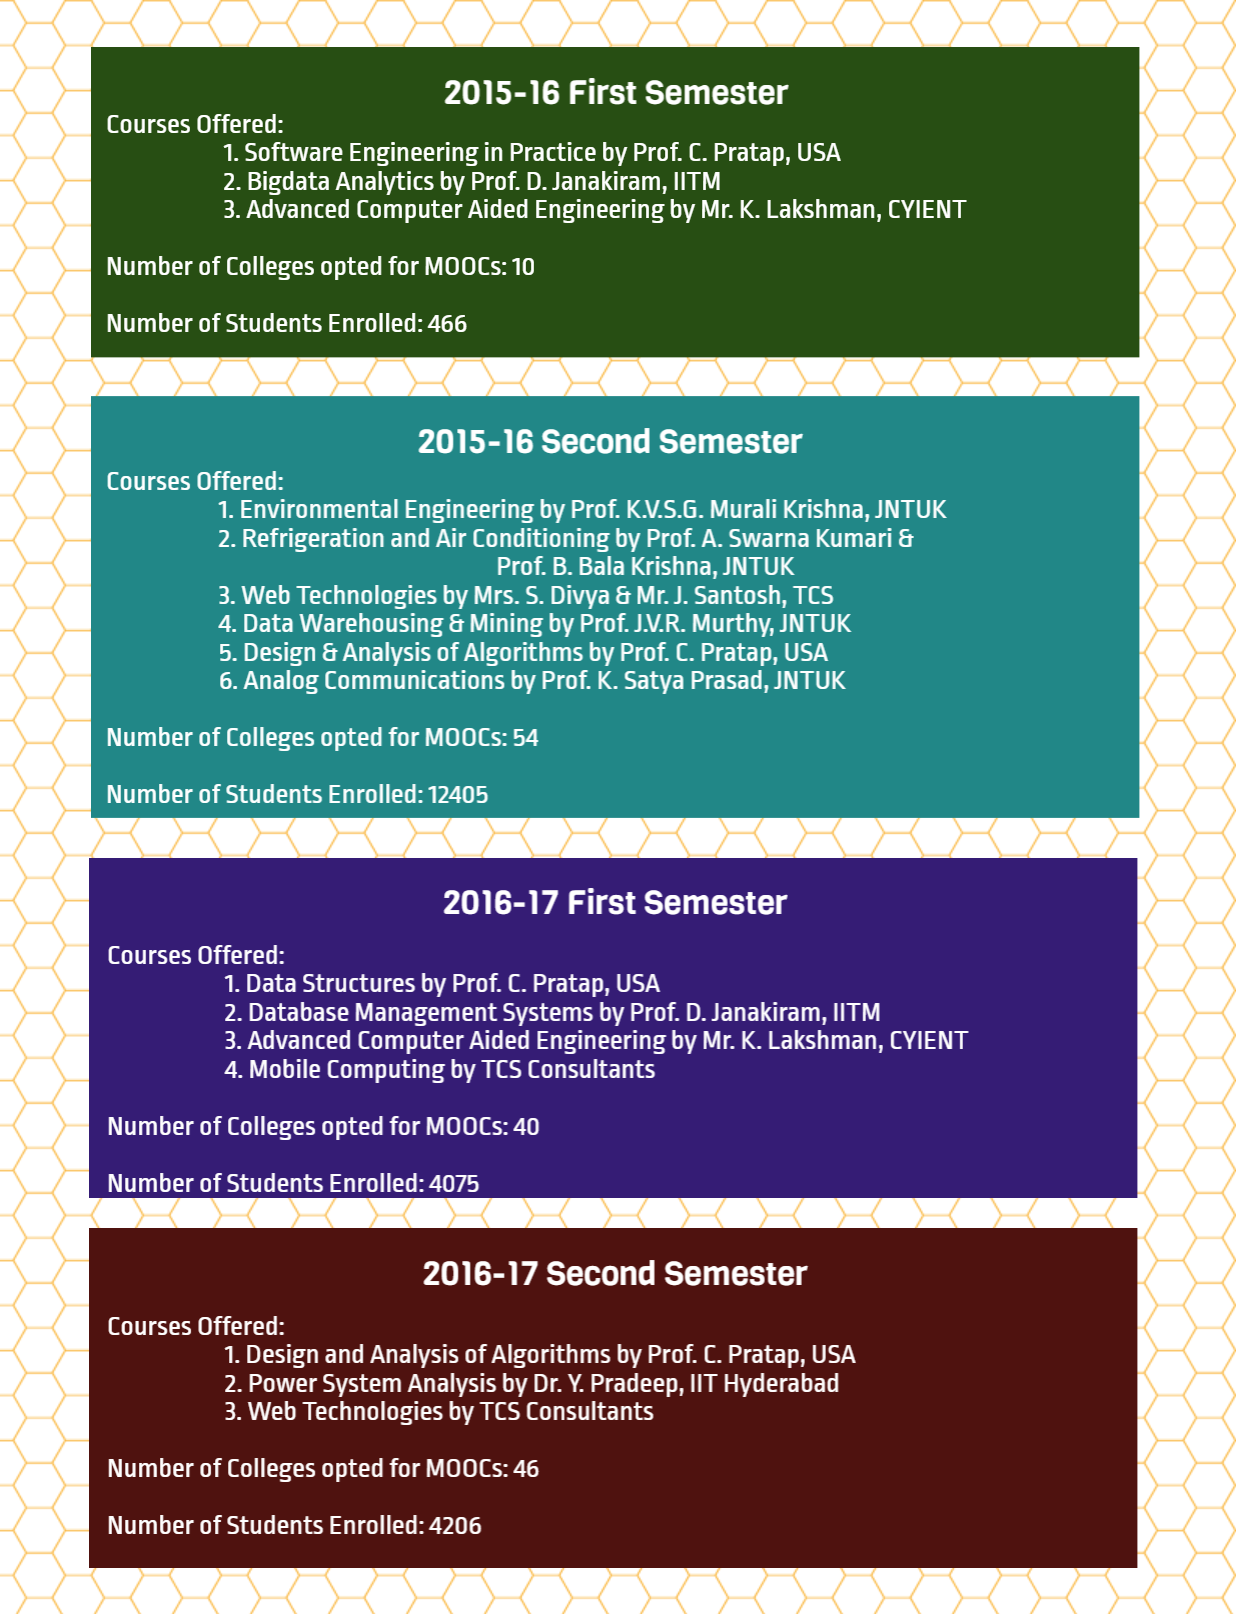 2015-16 First Semester
Courses Offered:
1. Software Engineering in Practice by Prof. C. Pratap, USA
2. Bigdata Analytics by Prof. D. Janakiram, IITM
3. Advanced Computer Aided Engineering by Mr. K. Lakshman, CYIENT
Number of Colleges opted for MOOCs: 10
Number of Students Enrolled: 466
2015-16 Second Semester
Courses Offered:
1. Environmental Engineering by Prof. K.V.S.G. Murali Krishna, JNTUK
2. Refrigeration and Air Conditioning by Prof. A. Swarna Kumari &
Prof. B. Bala Krishna, JNTUK
3. Web Technologies by Mrs. S. Divya & Mr. J. Santosh, TCS
4. Data Warehousing & Mining by Prof. J.V.R. Murthy, JNTUK
5. Design & Analysis of Algorithms by Prof. C. Pratap, USA
6. Analog Communications by Prof. K. Satya Prasad, JNTUK
Number of Colleges opted for MOOCs: 54
Number of Students Enrolled: 12405
2016-17 First Semester
Courses Offered:
1. Data Structures by Prof. C. Pratap, USA
2. Database Management Systems by Prof. D. Janakiram, IITM
3. Advanced Computer Aided Engineering by Mr. K. Lakshman, CYIENT
4. Mobile Computing by TCS Consultants
Number of Colleges opted for MOOCs: 40
Number of Students Enrolled: 4075
2016-17 Second Semester
Courses Offered:
1. Design and Analysis of Algorithms by Prof. C. Pratap, USA
2. Power System Analysis by Dr. Y. Pradeep, IIT Hyderabad
3. Web Technologies by TCS Consultants
Number of Colleges opted for MOOCs: 46
Number of Students Enrolled: 4206